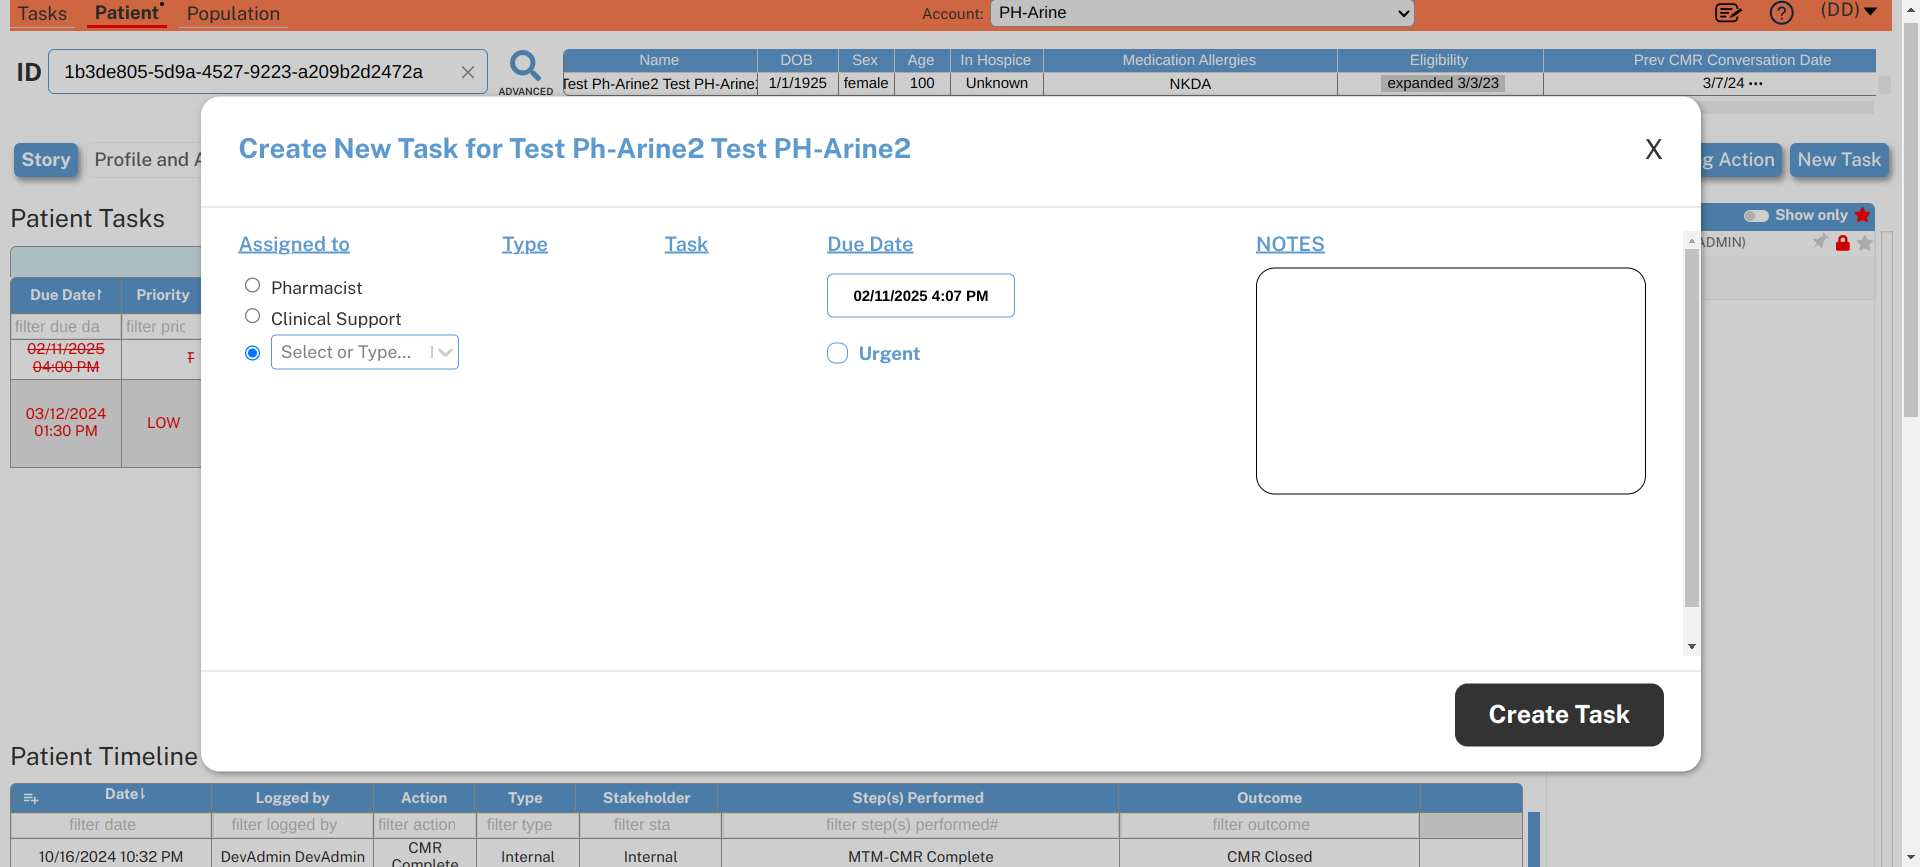 Tasks Patient Population Account: PH-Arine (DD)
ID 1b3de805-5d9a-4527-9223-a209b2d2472a
ADVANCED
Name DOB Sex Age In Hospice Medication Allergies Eligibility Prev CMR Conversation Date
Test Ph-Arine2 Test PH-Arine2 1/1/1925 female 100 Unknown NKDA expanded 3/3/23 3/7/24 •••
Create New Task for Test Ph-Arine2 Test PH-Arine2 X
Story Profile and A g Action New Task
Patient Tasks
Show only
ADMIN)
Assigned to Type Task Due Date NOTES
Pharmacist
Clinical Support
Select or Type...
02/11/2025 4:07 PM
Urgent
Due Date↑ Priority
filter due da filter pric
02/11/2025
04:00 PM
03/12/2024
01:30 PM
LOW
Create Task
Patient Timeline
Date↓ Logged by Action Type Stakeholder Step(s) Performed Outcome
filter date filter logged by filter action filter type filter sta filter step(s) performed# filter outcome
10/16/2024 10:32 PM DevAdmin DevAdmin CMR Complete Internal Internal MTM-CMR Complete CMR Closed